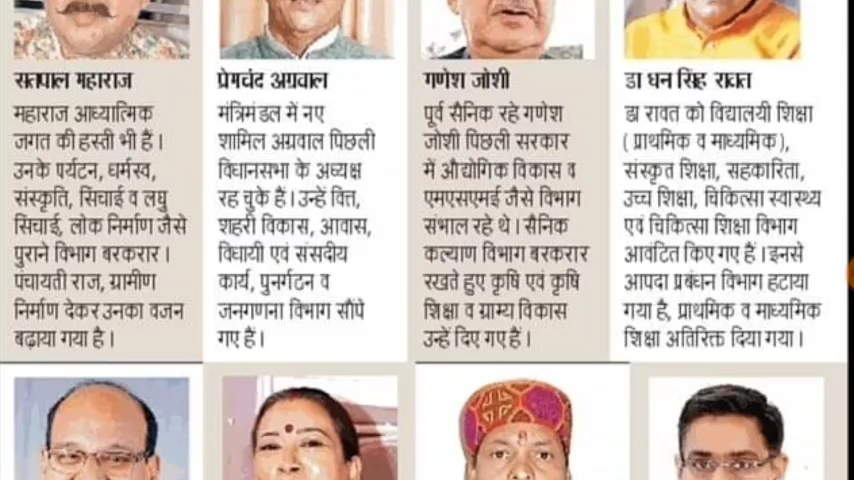 सतपाल महाराज
महाराज आध्यात्मिक
जगत की हस्ती भी हैं।
उनके पर्यटन, धर्मस्व,
संस्कृति, सिंचाई व लघु
सिंचाई, लोक निर्माण जैसे
पुराने विभाग बरकरार।
पंचायती राज, ग्रामीण
निर्माण देकर उनका वजन
बढ़ाया गया है।
प्रेमचंद अग्रवाल
मंत्रिमंडल में नए
शामिल अग्रवाल पिछली
विधानसभा के अध्यक्ष
रह चुके हैं। उन्हें वित्त,
शहरी विकास, आवास,
विधायी एवं संसदीय
कार्य, पुनर्गठन व
जनगणना विभाग सौंपे
गए हैं।
गणेश जोशी
पूर्व सैनिक रहे गणेश
जोशी पिछली सरकार
में औद्योगिक विकास व
एमएसएमई जैसे विभाग
संभाल रहे थे। सैनिक
कल्याण विभाग बरकरार
रखते हुए कृषि एवं कृषि
शिक्षा व ग्राम्य विकास
उन्हें दिए गए हैं।
डा धन सिंह रावत
डा रावत को विद्यालयी शिक्षा
( प्राथमिक व माध्यमिक),
संस्कृत शिक्षा, सहकारिता,
उच्च शिक्षा, चिकित्सा स्वास्थ्य
एवं चिकित्सा शिक्षा विभाग
आवंटित किए गए हैं। इनसे
आपदा प्रबंधन विभाग हटाया
गया है, प्राथमिक व माध्यमिक
शिक्षा अतिरिक्त दिया गया।